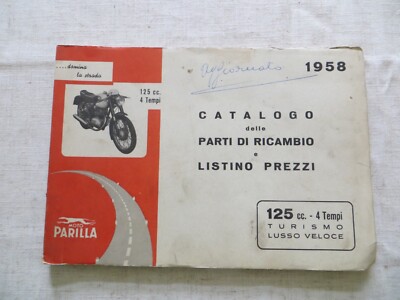 ....domina
la strada
125 cc.
4 Tempi
MOTO
PARILLA
aggiornato
1958
CATALOGO
delle
PARTI DI RICAMBIO
e
LISTINO PREZZI
125 cc. - 4 Tempi
TURISMO
LUSSO VELOCE